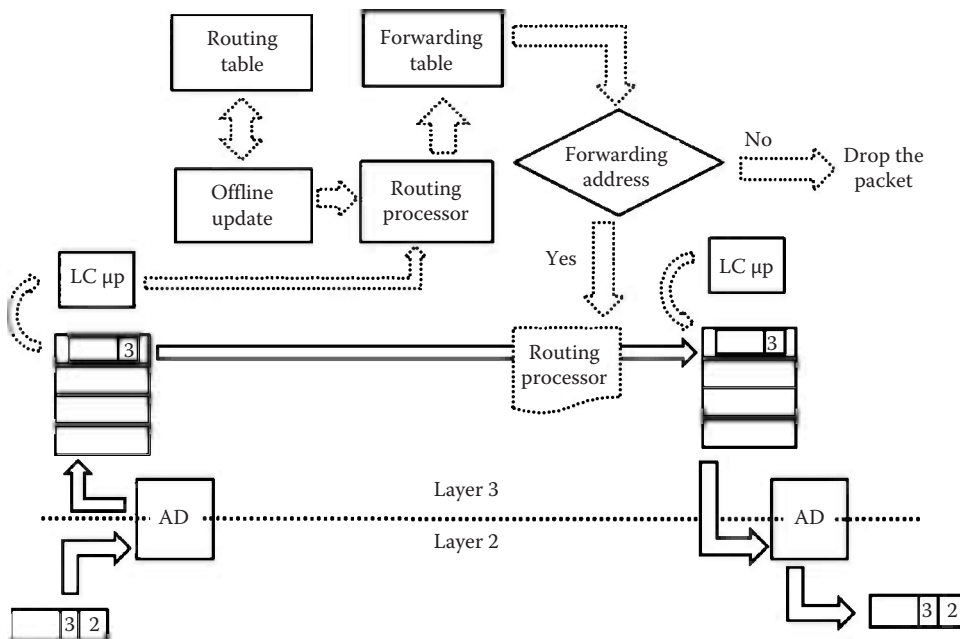 Routing
table
Forwarding
table
No
Forwarding
address
Drop the
packet
Offline
update
Routing
processor
Yes
LC μp
LC μp
3
Routing
processor
3
Layer 3
AD
AD
Layer 2
3 2
3 2